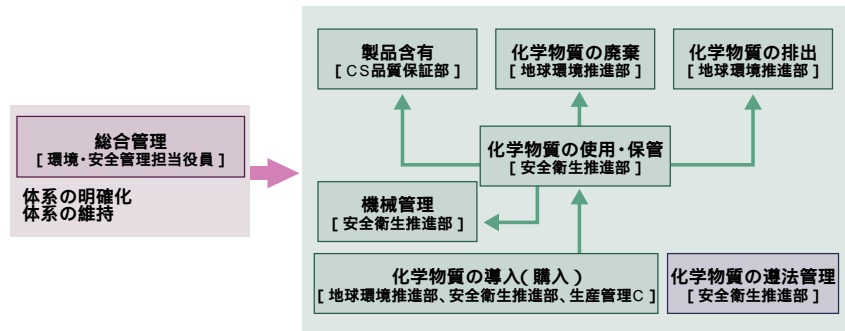 総合管理
[ 環境・安全管理担当役員 ]
体系の明確化
体系の維持
製品含有
[ CS品質保証部 ]
化学物質の廃棄
[ 地球環境推進部 ]
化学物質の排出
[ 地球環境推進部 ]
化学物質の使用・保管
[ 安全衛生推進部 ]
機械管理
[ 安全衛生推進部 ]
化学物質の導入( 購入 )
[ 地球環境推進部、安全衛生推進部、生産管理C ]
化学物質の遵法管理
[ 安全衛生推進部 ]